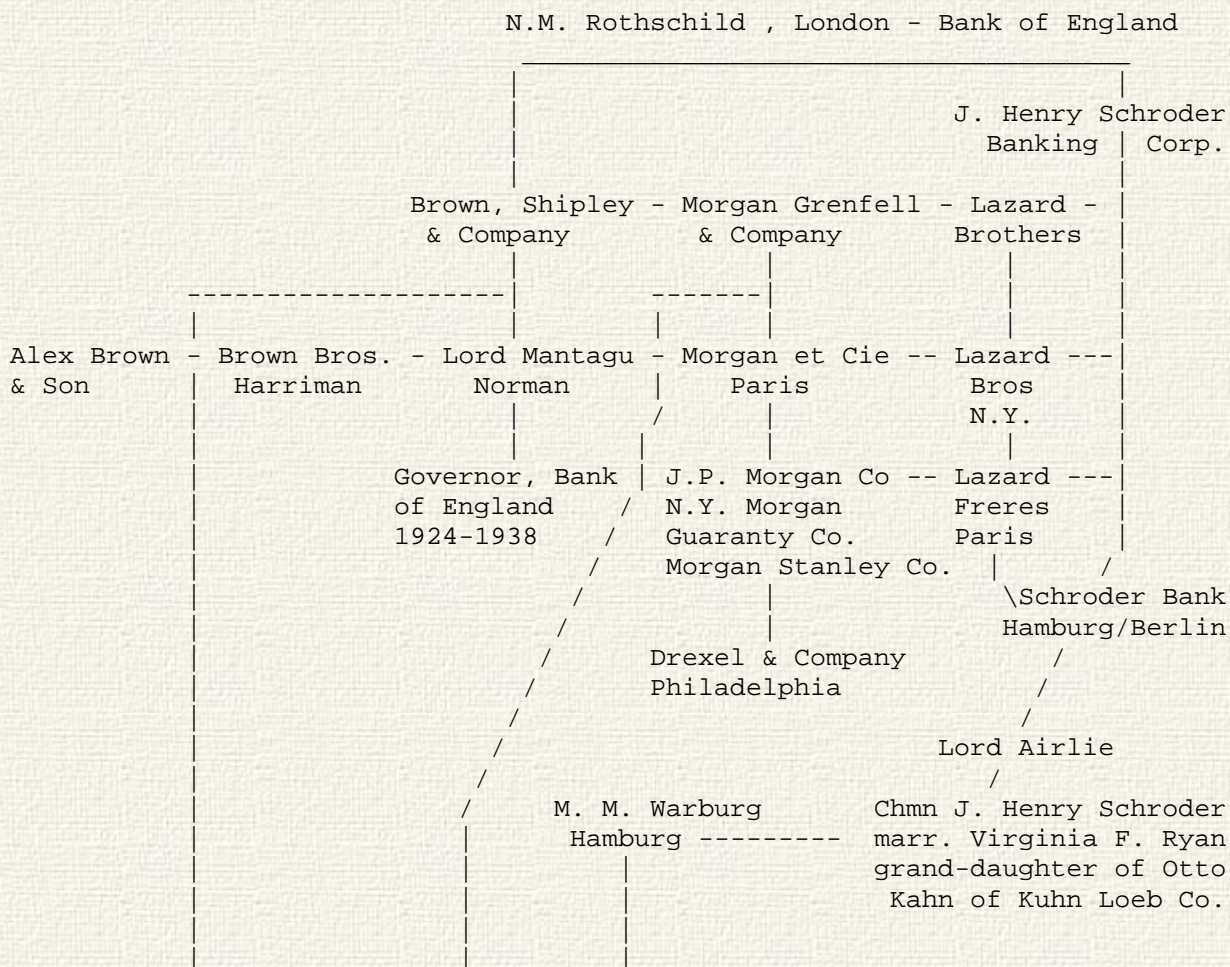 N.M. Rothschild , London - Bank of England
J. Henry Schroder
Banking | Corp.
Brown, Shipley - Morgan Grenfell - Lazard -
& Company & Company Brothers
Alex Brown - Brown Bros. - Lord Mantagu - Morgan et Cie -- Lazard ---|
& Son | Harriman Norman | Paris Bros
N.Y.
Governor, Bank | J.P. Morgan Co -- Lazard ---|
of England / N.Y. Morgan Freres
1924-1938 / Guaranty Co. Paris
/ Morgan Stanley Co. | /
\Schroder Bank
Hamburg/Berlin
Drexel & Company /
Philadelphia /
Lord Airlie
M. M. Warburg Chmn J. Henry Schroder
Hamburg --------- marr. Virginia F. Ryan
grand-daughter of Otto
Kahn of Kuhn Loeb Co.